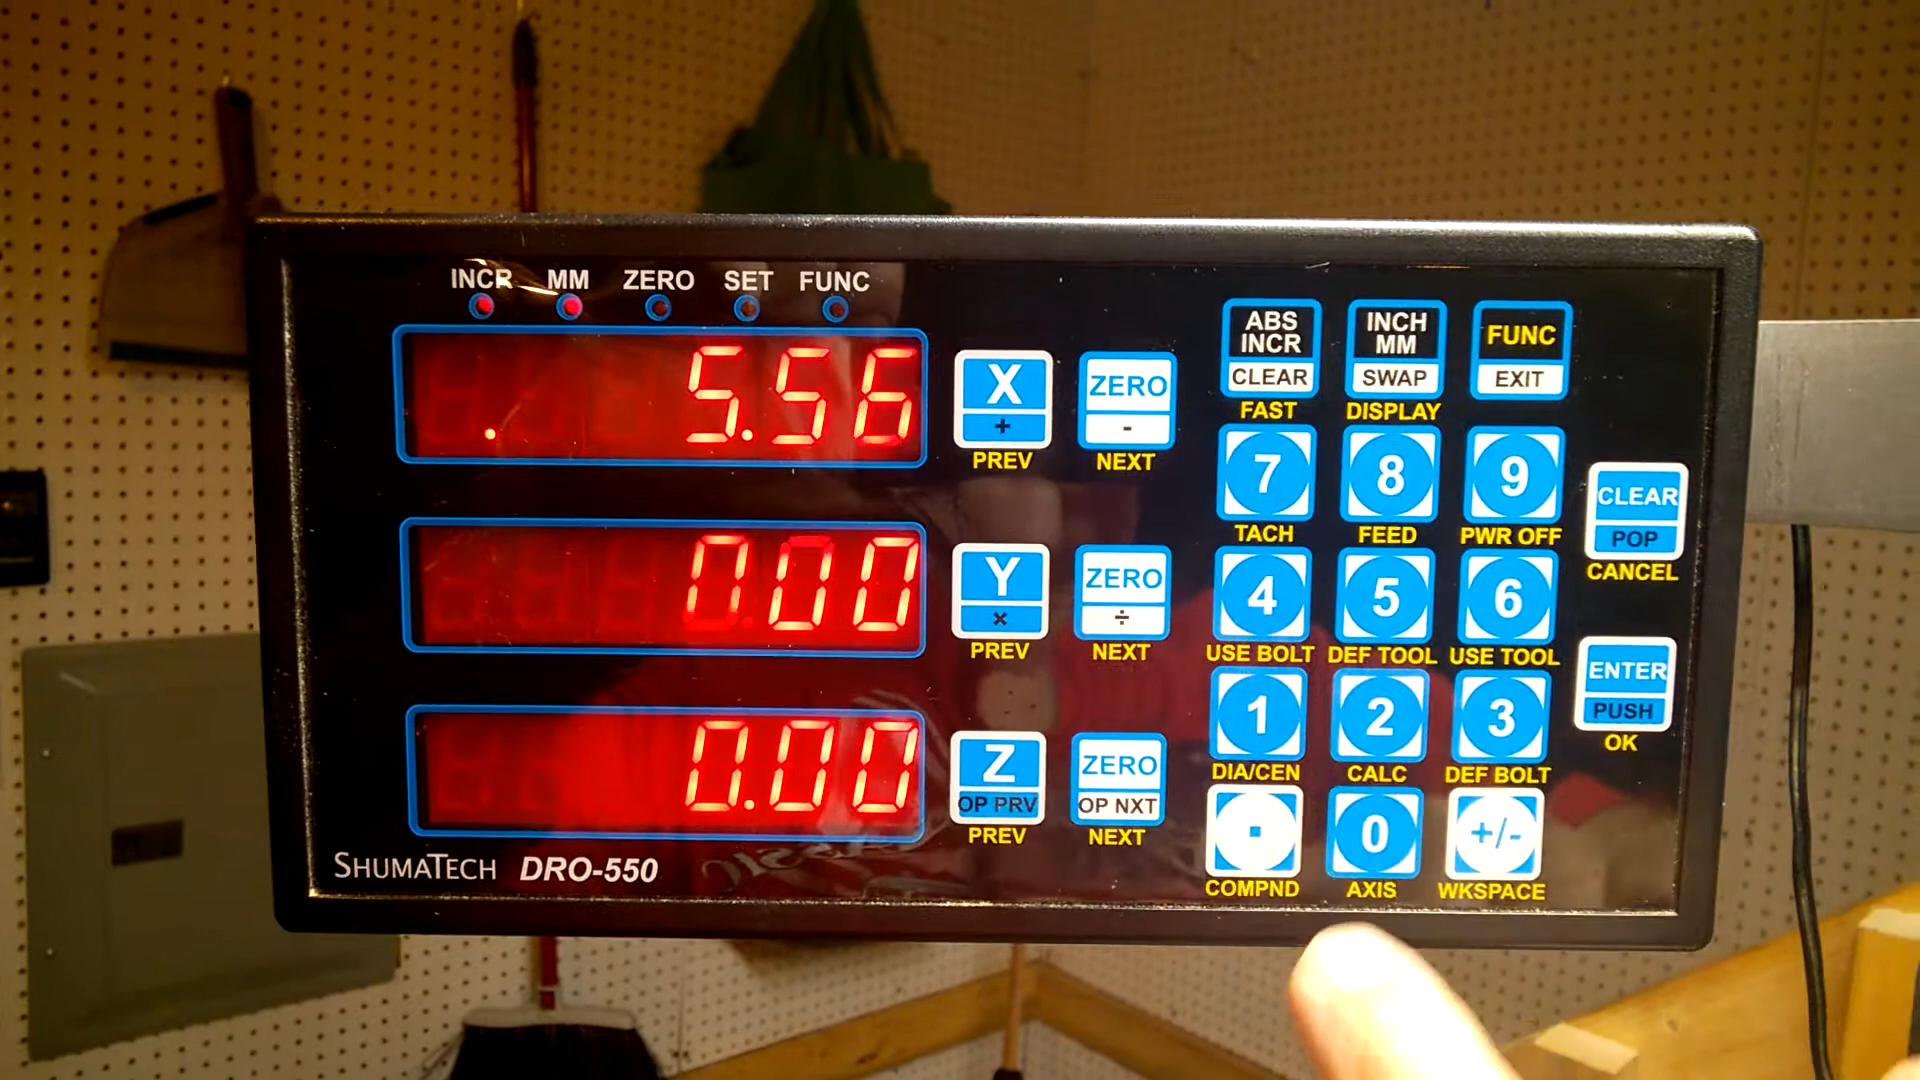 INCR MM ZERO SET FUNC
5.56
0.00
0.00
X
+
PREV
ZERO
-
NEXT
Y
×
PREV
ZERO
÷
NEXT
Z
OP PRV
PREV
ZERO
OP NXT
NEXT
ABS
INCR
CLEAR
FAST
INCH
MM
SWAP
DISPLAY
FUNC
EXIT
7
TACH
8
FEED
9
PWR OFF
4
USE BOLT
5
DEF TOOL
6
USE TOOL
1
DIA/CEN
2
CALC
3
DEF BOLT
.
COMPND
0
AXIS
+/-
WKSPACE
CLEAR
POP
CANCEL
ENTER
PUSH
OK
SHUMATECH DRO-550